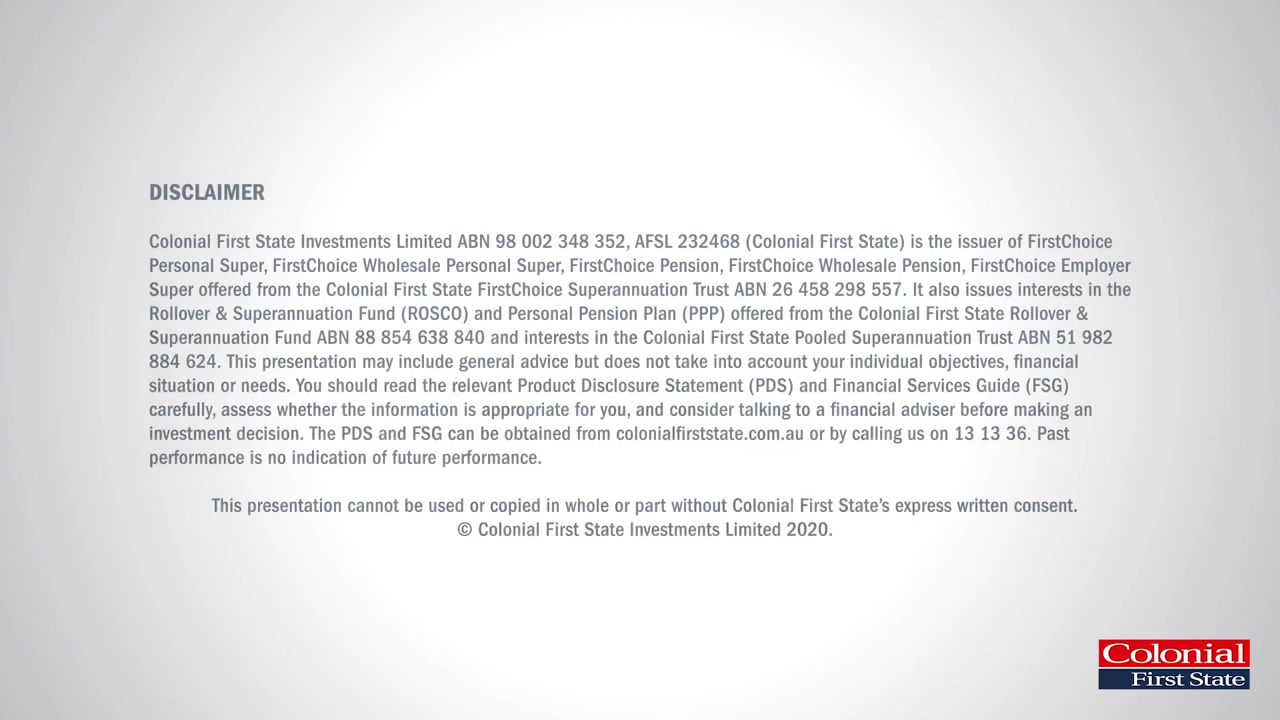 DISCLAIMER
Colonial First State Investments Limited ABN 98 002 348 352, AFSL 232468 (Colonial First State) is the issuer of FirstChoice
Personal Super, FirstChoice Wholesale Personal Super, FirstChoice Pension, FirstChoice Wholesale Pension, FirstChoice Employer
Super offered from the Colonial First State FirstChoice Superannuation Trust ABN 26 458 298 557. It also issues interests in the
Rollover & Superannuation Fund (ROSCO) and Personal Pension Plan (PPP) offered from the Colonial First State Rollover &
Superannuation Fund ABN 88 854 638 840 and interests in the Colonial First State Pooled Superannuation Trust ABN 51 982
884 624. This presentation may include general advice but does not take into account your individual objectives, financial
situation or needs. You should read the relevant Product Disclosure Statement (PDS) and Financial Services Guide (FSG)
carefully, assess whether the information is appropriate for you, and consider talking to a financial adviser before making an
investment decision. The PDS and FSG can be obtained from colonialfirststate.com.au or by calling us on 13 13 36. Past
performance is no indication of future performance.
This presentation cannot be used or copied in whole or part without Colonial First State’s express written consent.
© Colonial First State Investments Limited 2020.
Colonial
First State